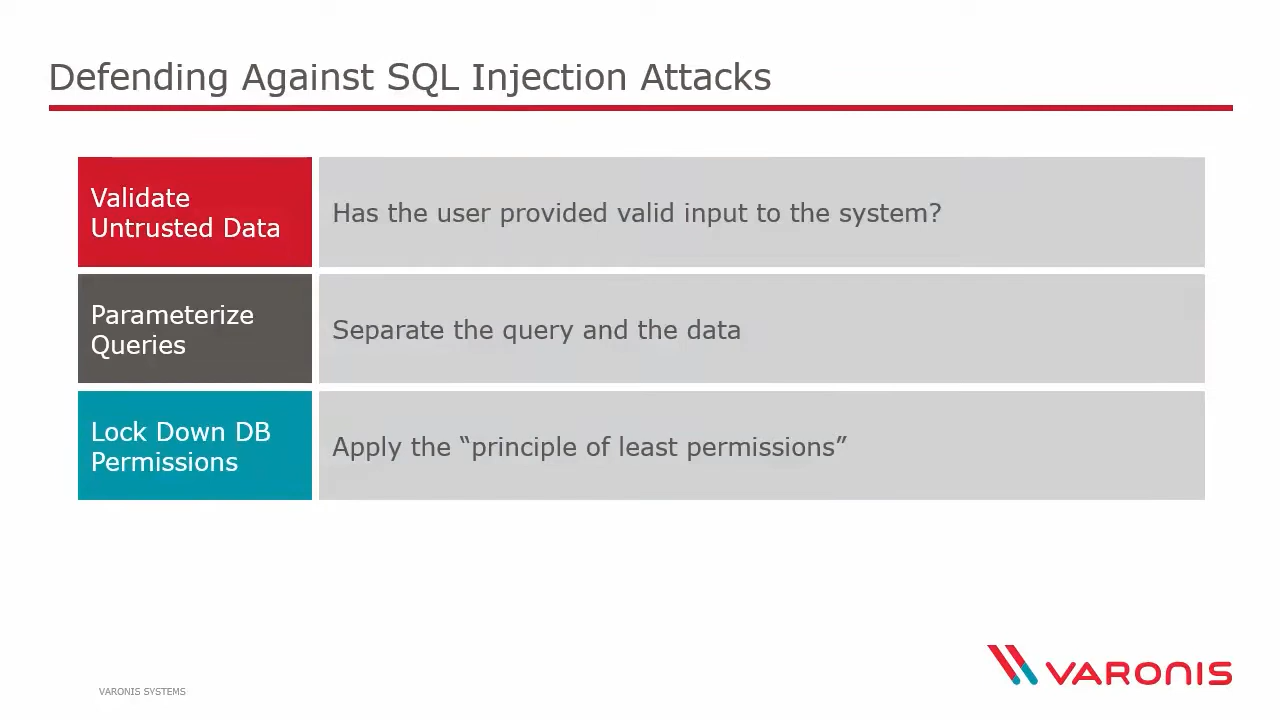 Defending Against SQL Injection Attacks
Validate
Untrusted Data
Has the user provided valid input to the system?
Parameterize
Queries
Separate the query and the data
Lock Down DB
Permissions
Apply the “principle of least permissions”
VARONIS SYSTEMS
VARONIS